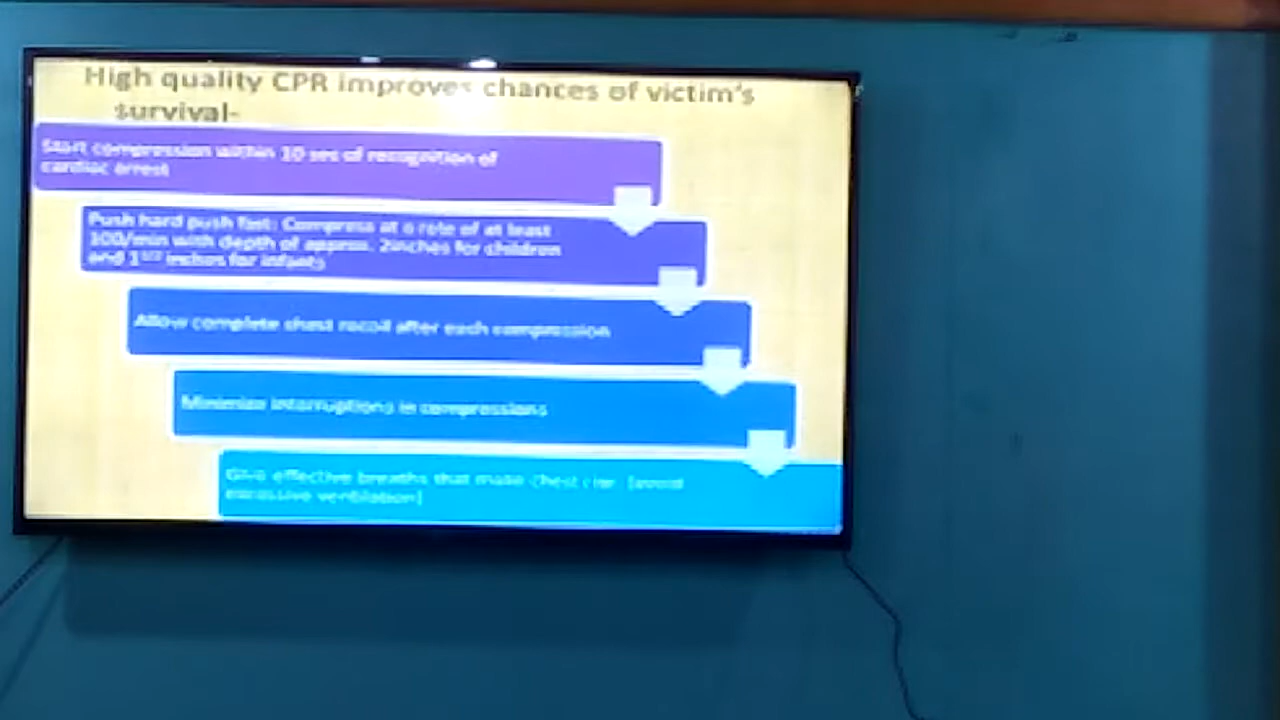 High quality CPR improves chances of victim's
survival-
Start compression within 10 sec of recognition of
cardiac arrest
Push hard push fast: Compress at a rate of at least
100/min with depth of approx. 2inches for children
and 1¹/² inches for infants
Allow complete chest recoil after each compression
Minimize interruptions in compressions
Give effective breaths that make chest rise (avoid
excessive ventilation)